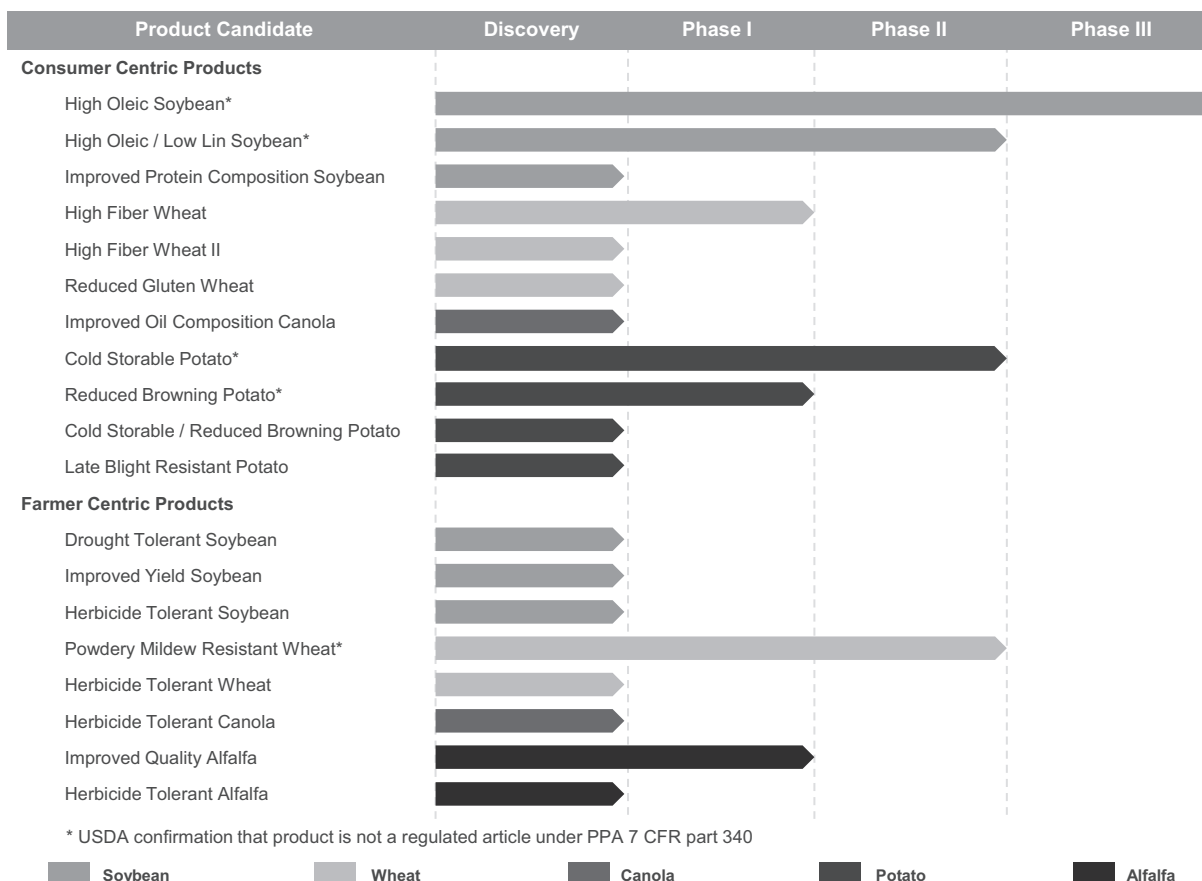 Product Candidate Discovery Phase I Phase II Phase III
Consumer Centric Products
High Oleic Soybean*
High Oleic / Low Lin Soybean*
Improved Protein Composition Soybean
High Fiber Wheat
High Fiber Wheat II
Reduced Gluten Wheat
Improved Oil Composition Canola
Cold Storable Potato*
Reduced Browning Potato*
Cold Storable / Reduced Browning Potato
Late Blight Resistant Potato
Farmer Centric Products
Drought Tolerant Soybean
Improved Yield Soybean
Herbicide Tolerant Soybean
Powdery Mildew Resistant Wheat*
Herbicide Tolerant Wheat
Herbicide Tolerant Canola
Improved Quality Alfalfa
Herbicide Tolerant Alfalfa
* USDA confirmation that product is not a regulated article under PPA 7 CFR part 340
Soybean Wheat Canola Potato Alfalfa